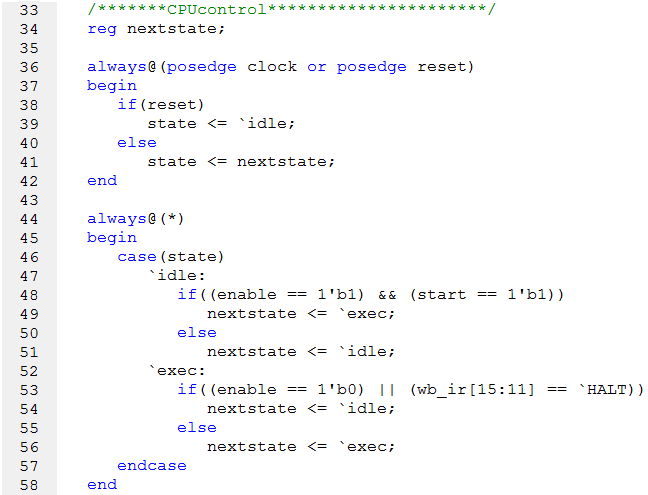 33 /*******CPUcontrol**********************/
34 reg nextstate;
35
36 always@(posedge clock or posedge reset)
37 begin
38 if(reset)
39 state <= `idle;
40 else
41 state <= nextstate;
42 end
43
44 always@(*)
45 begin
46 case(state)
47 `idle:
48 if((enable == 1'b1) && (start == 1'b1))
49 nextstate <= `exec;
50 else
51 nextstate <= `idle;
52 `exec:
53 if((enable == 1'b0) || (wb_ir[15:11] == `HALT))
54 nextstate <= `idle;
55 else
56 nextstate <= `exec;
57 endcase
58 end